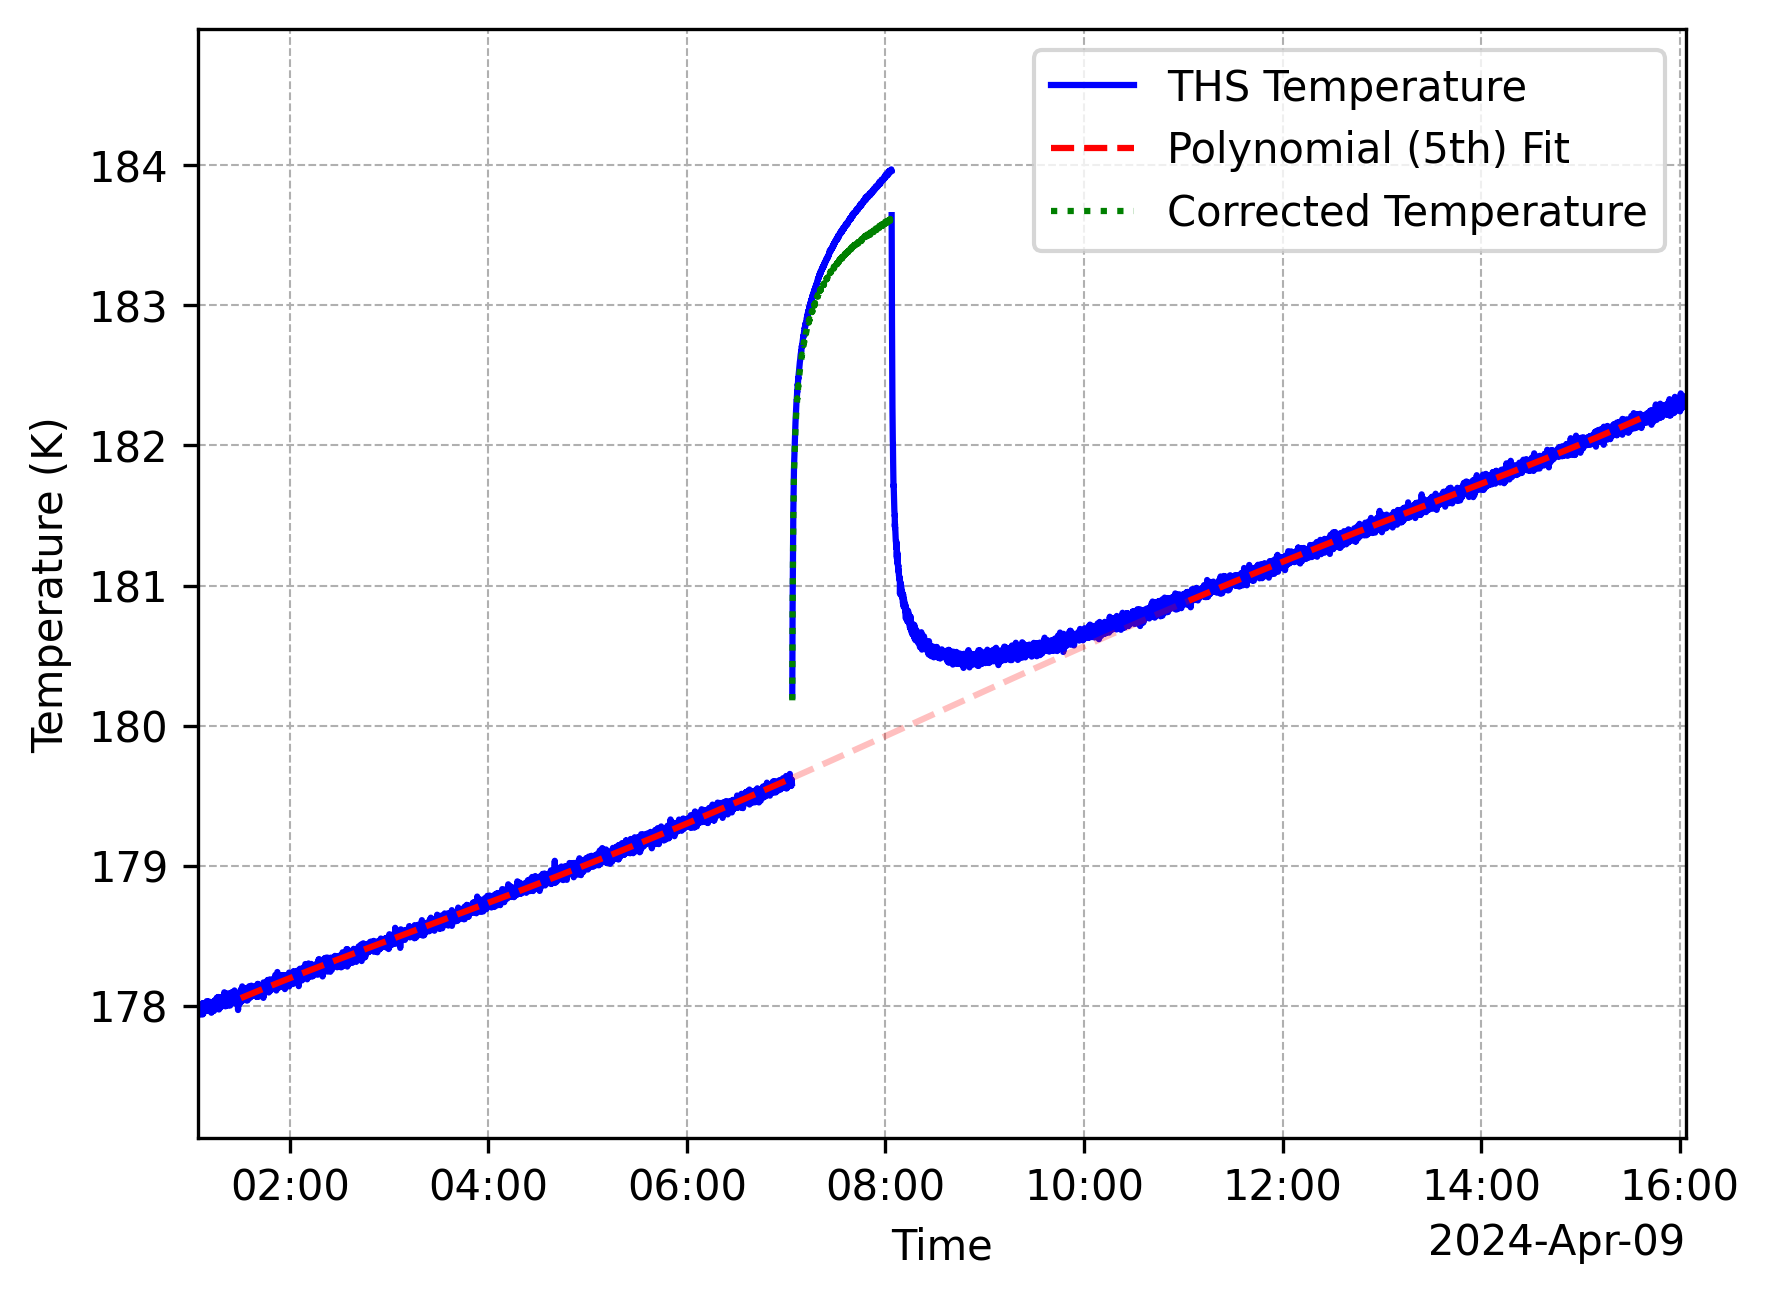 THS Temperature
Polynomial (5th) Fit
Corrected Temperature
184
183
182
181
180
179
178
Temperature (K)
02:00 04:00 06:00 08:00 10:00 12:00 14:00 16:00
Time
2024-Apr-09